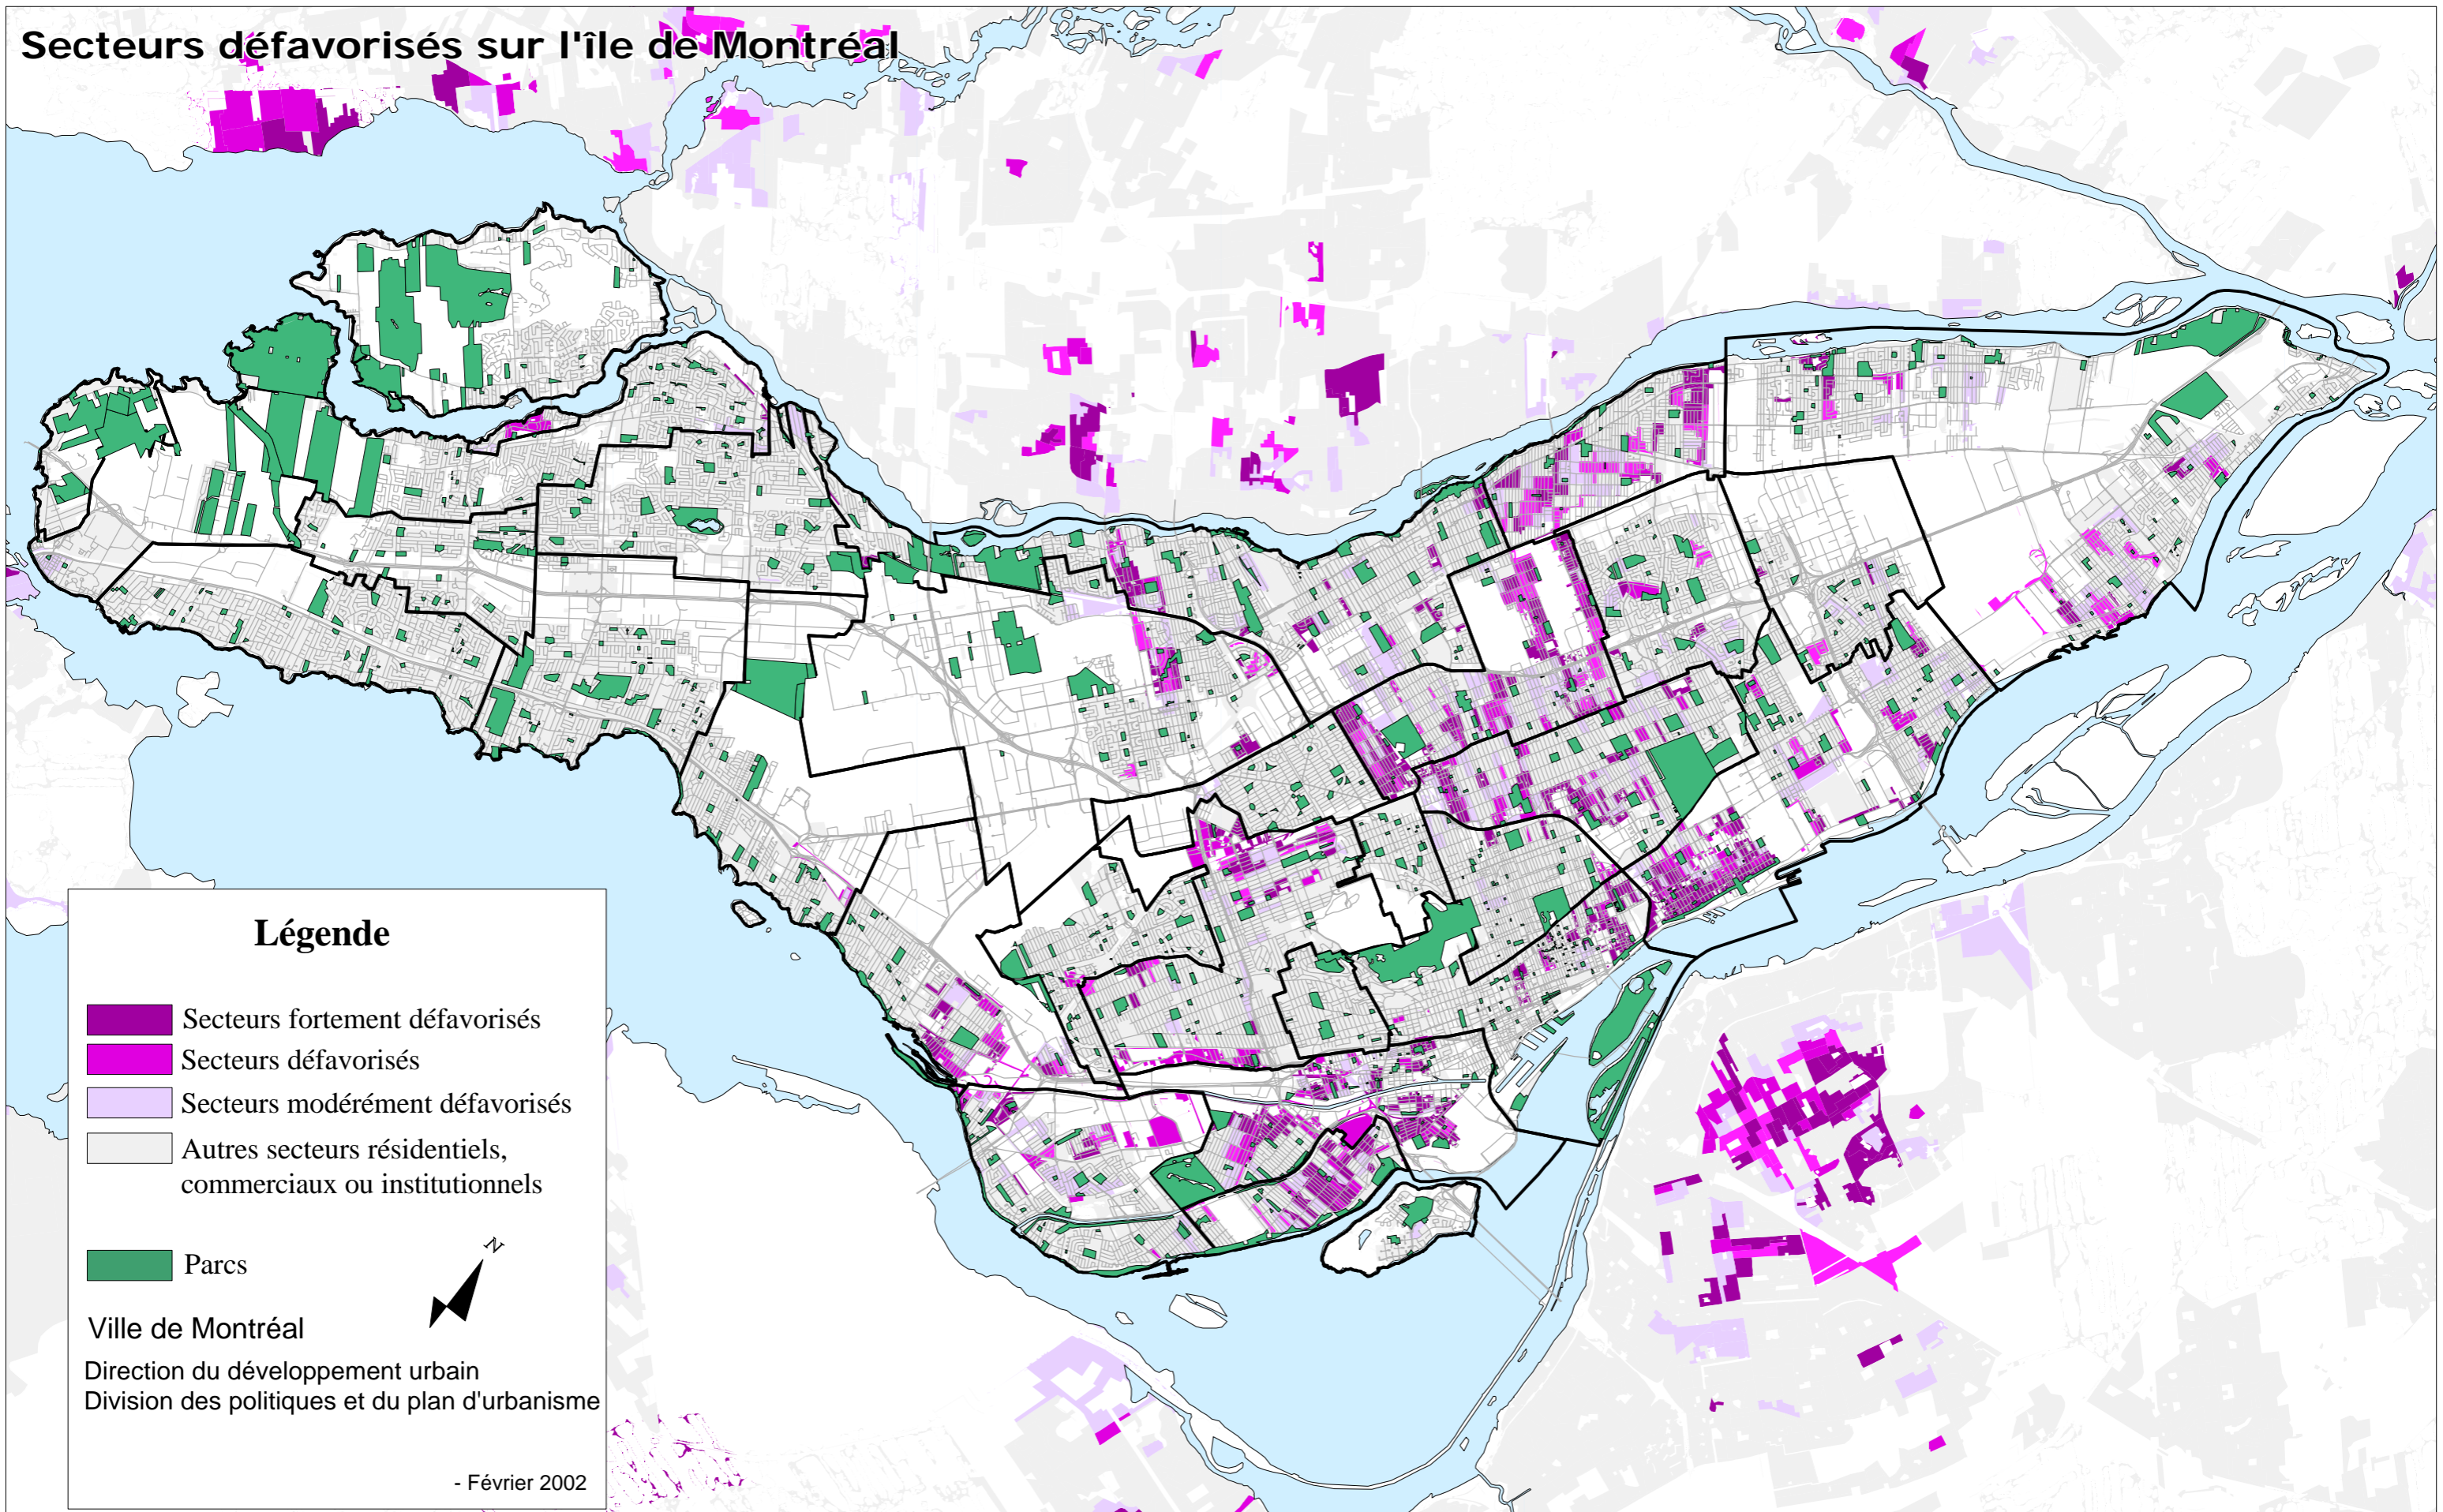 Secteurs défavorisés sur l'île de Montréal
Légende
Secteurs fortement défavorisés
Secteurs défavorisés
Secteurs modérément défavorisés
Autres secteurs résidentiels,
commerciaux ou institutionnels
Parcs
N
Ville de Montréal
Direction du développement urbain
Division des politiques et du plan d'urbanisme
- Février 2002